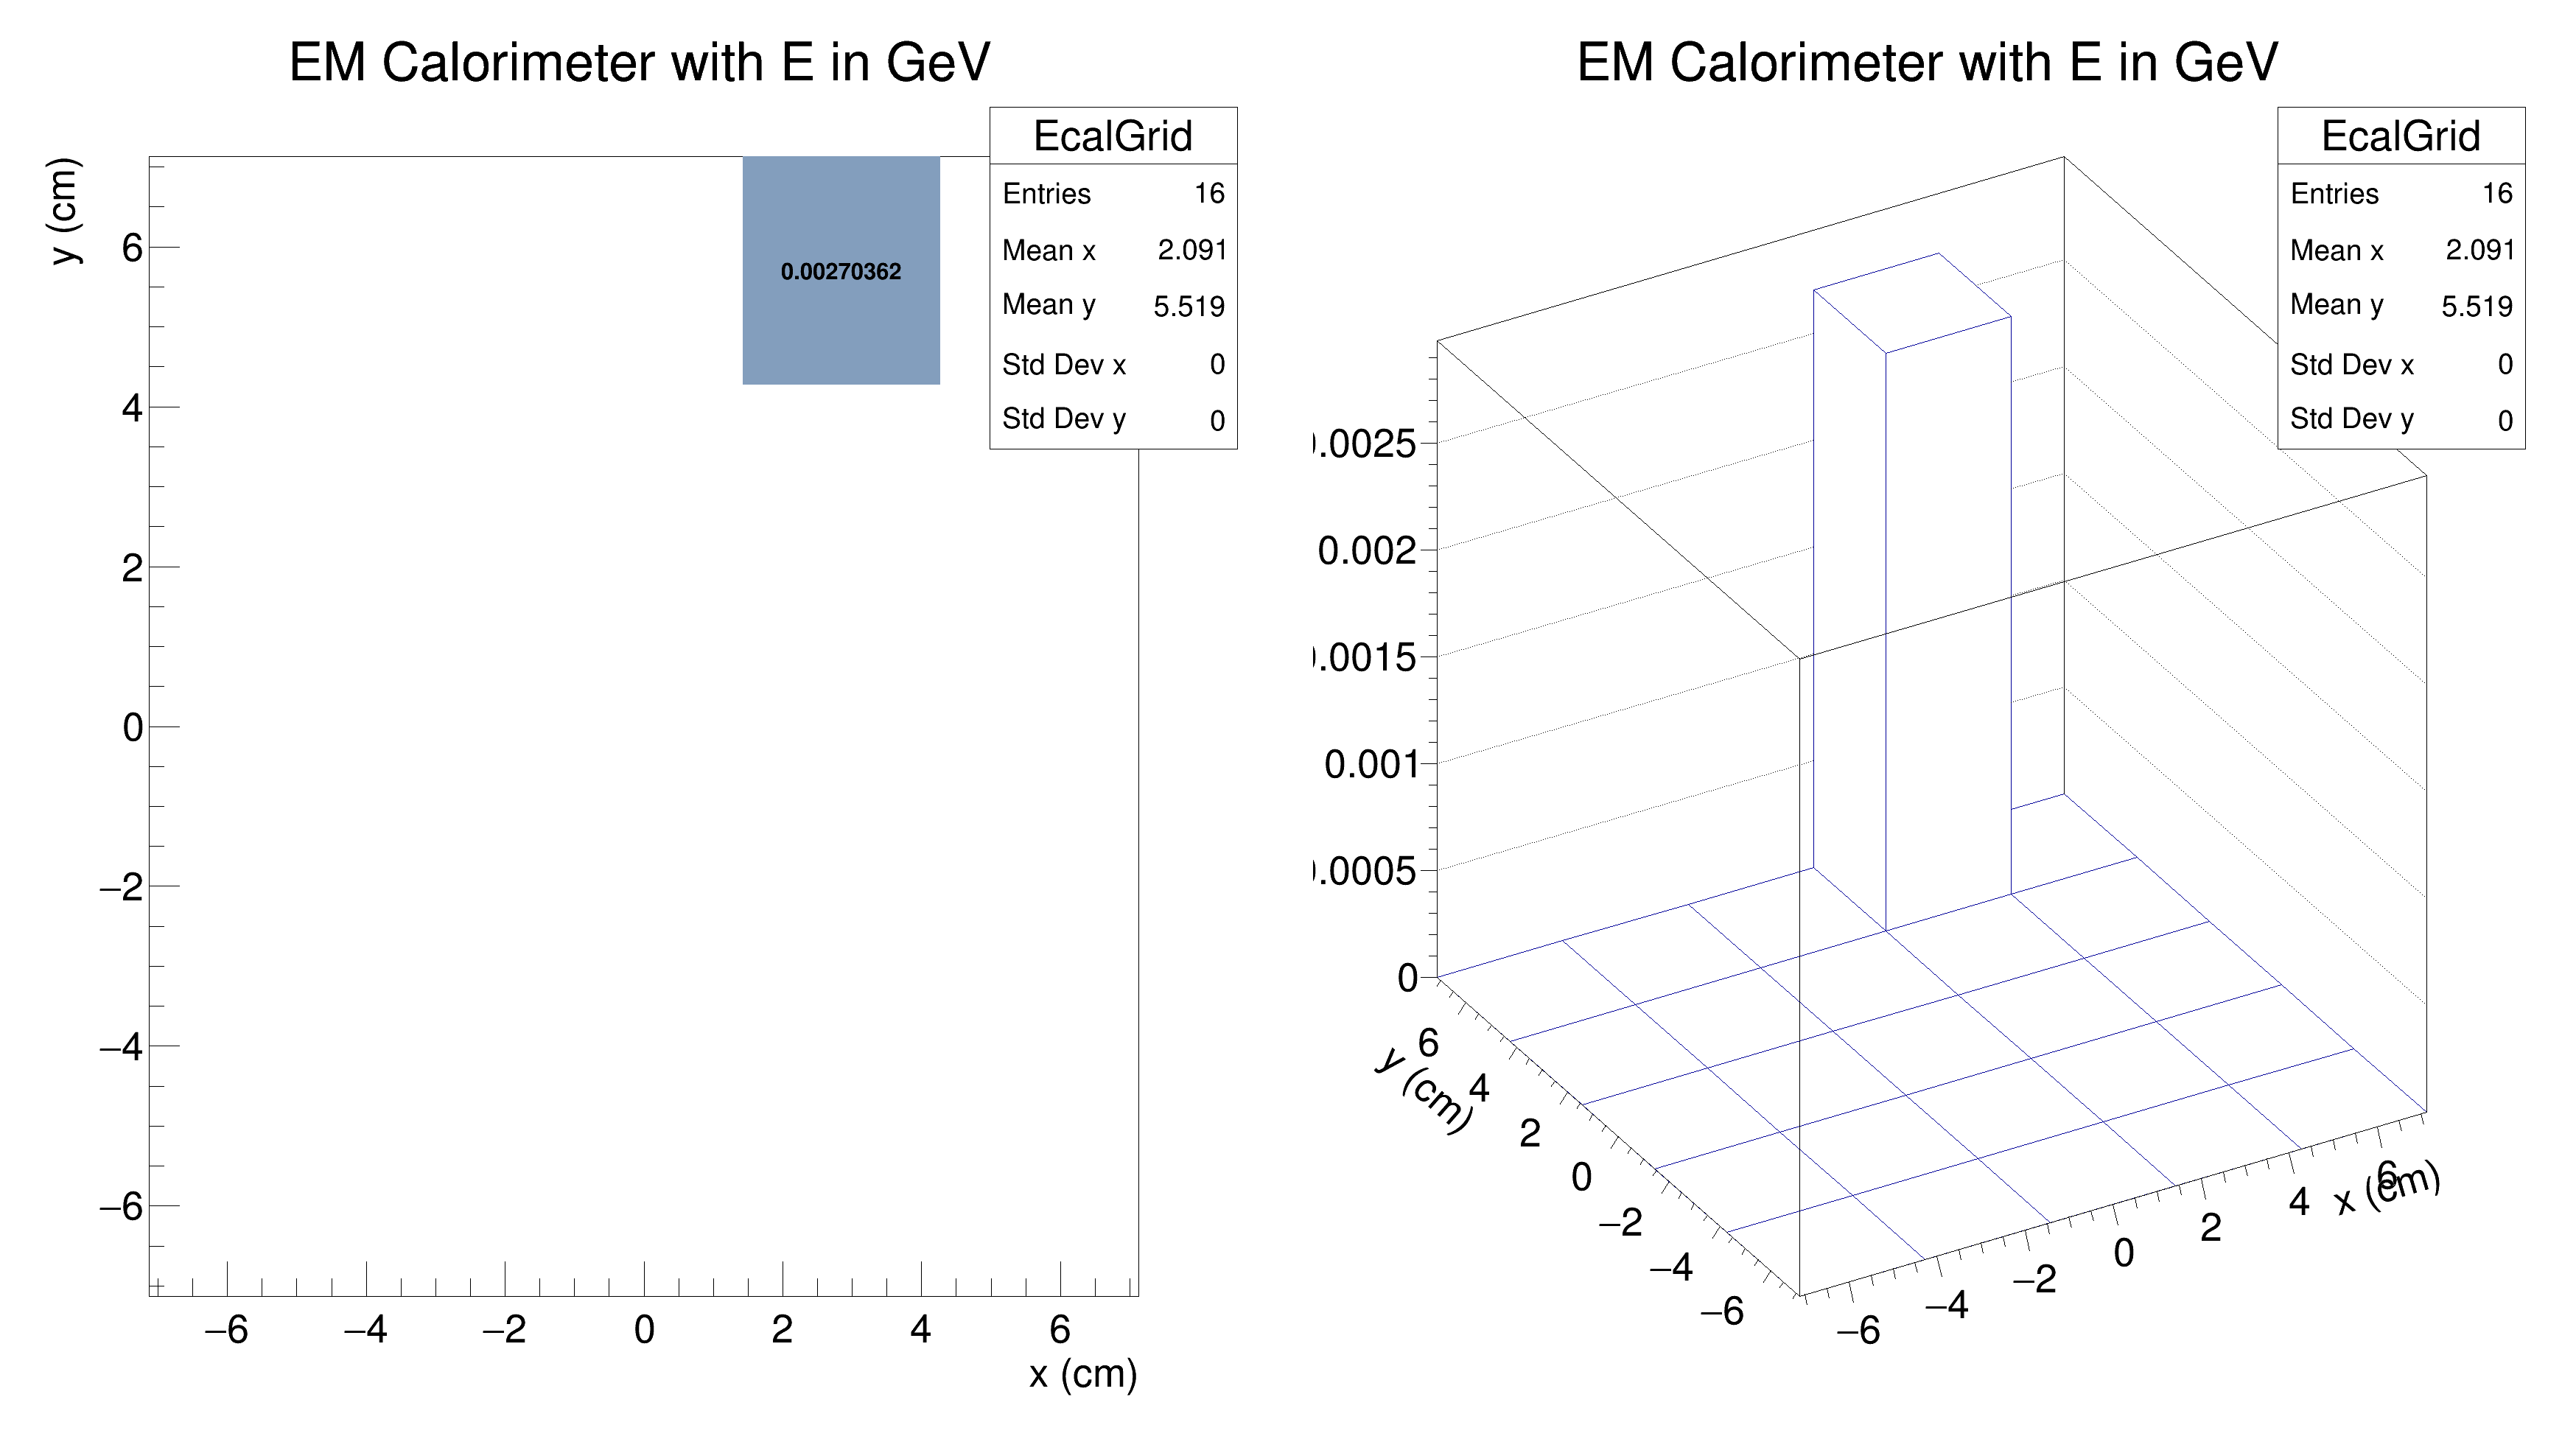 EM Calorimeter with E in GeV
EcalGrid
Entries 16
Mean x 2.091
Mean y 5.519
Std Dev x 0
Std Dev y 0
y (cm)
0.00270362
6
4
2
0
−2
−4
−6
−6 −4 −2 0 2 4 6
x (cm)
EM Calorimeter with E in GeV
EcalGrid
Entries 16
Mean x 2.091
Mean y 5.519
Std Dev x 0
Std Dev y 0
.0025
0.002
.0015
0.001
.0005
0
6
4
2
0
−2
−4
−6
y (cm)
−6 −4 −2 0 2 4 6
x (cm)